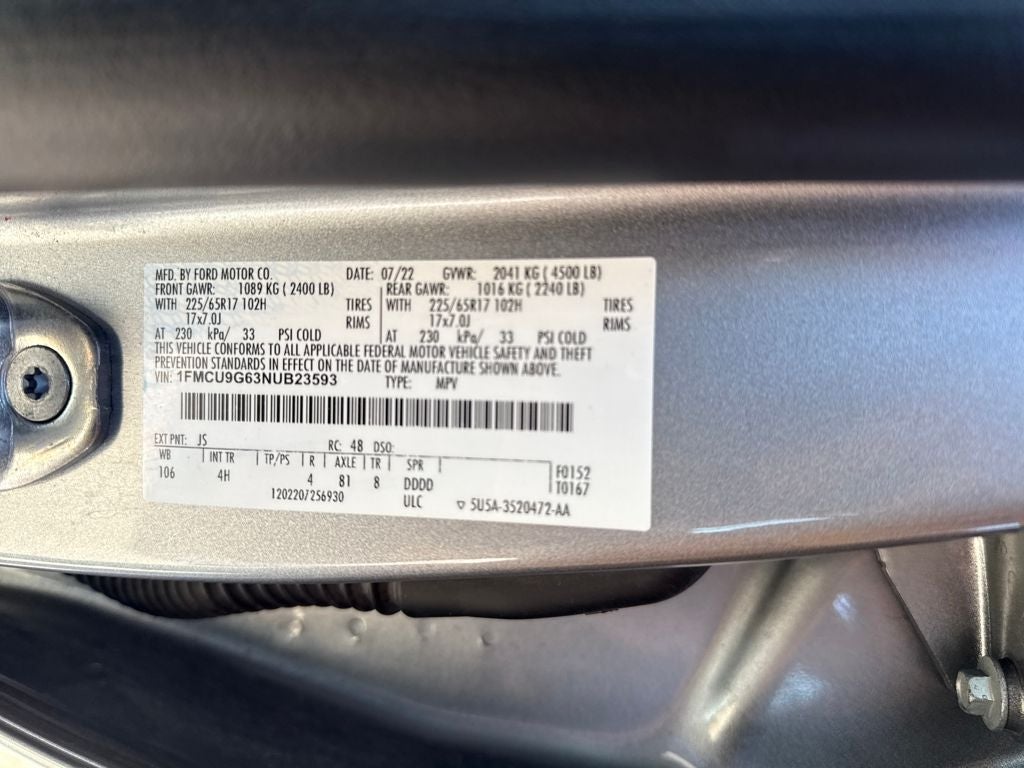 MFD. BY FORD MOTOR CO. DATE: 07/22 GVWR: 2041 KG ( 4500 LB)
FRONT GAWR: 1089 KG ( 2400 LB) REAR GAWR: 1016 KG ( 2240 LB)
WITH 225/65R17 102H TIRES WITH 225/65R17 102H TIRES
17x7.0J RIMS 17x7.0J RIMS
AT 230 kPa/ 33 PSI COLD AT 230 kPa/ 33 PSI COLD
THIS VEHICLE CONFORMS TO ALL APPLICABLE FEDERAL MOTOR VEHICLE SAFETY AND THEFT
PREVENTION STANDARDS IN EFFECT ON THE DATE OF MANUFACTURE SHOWN ABOVE.
VIN: 1FMCU9G63NUB23593 TYPE: MPV
EXT PNT: JS RC: 48 DSO:
WB INT TR TP/PS R AXLE TR SPR F0152
106 4H 4 81 8 DDDD T0167
120220725 6930 ULC 5U5A-3520472-AA